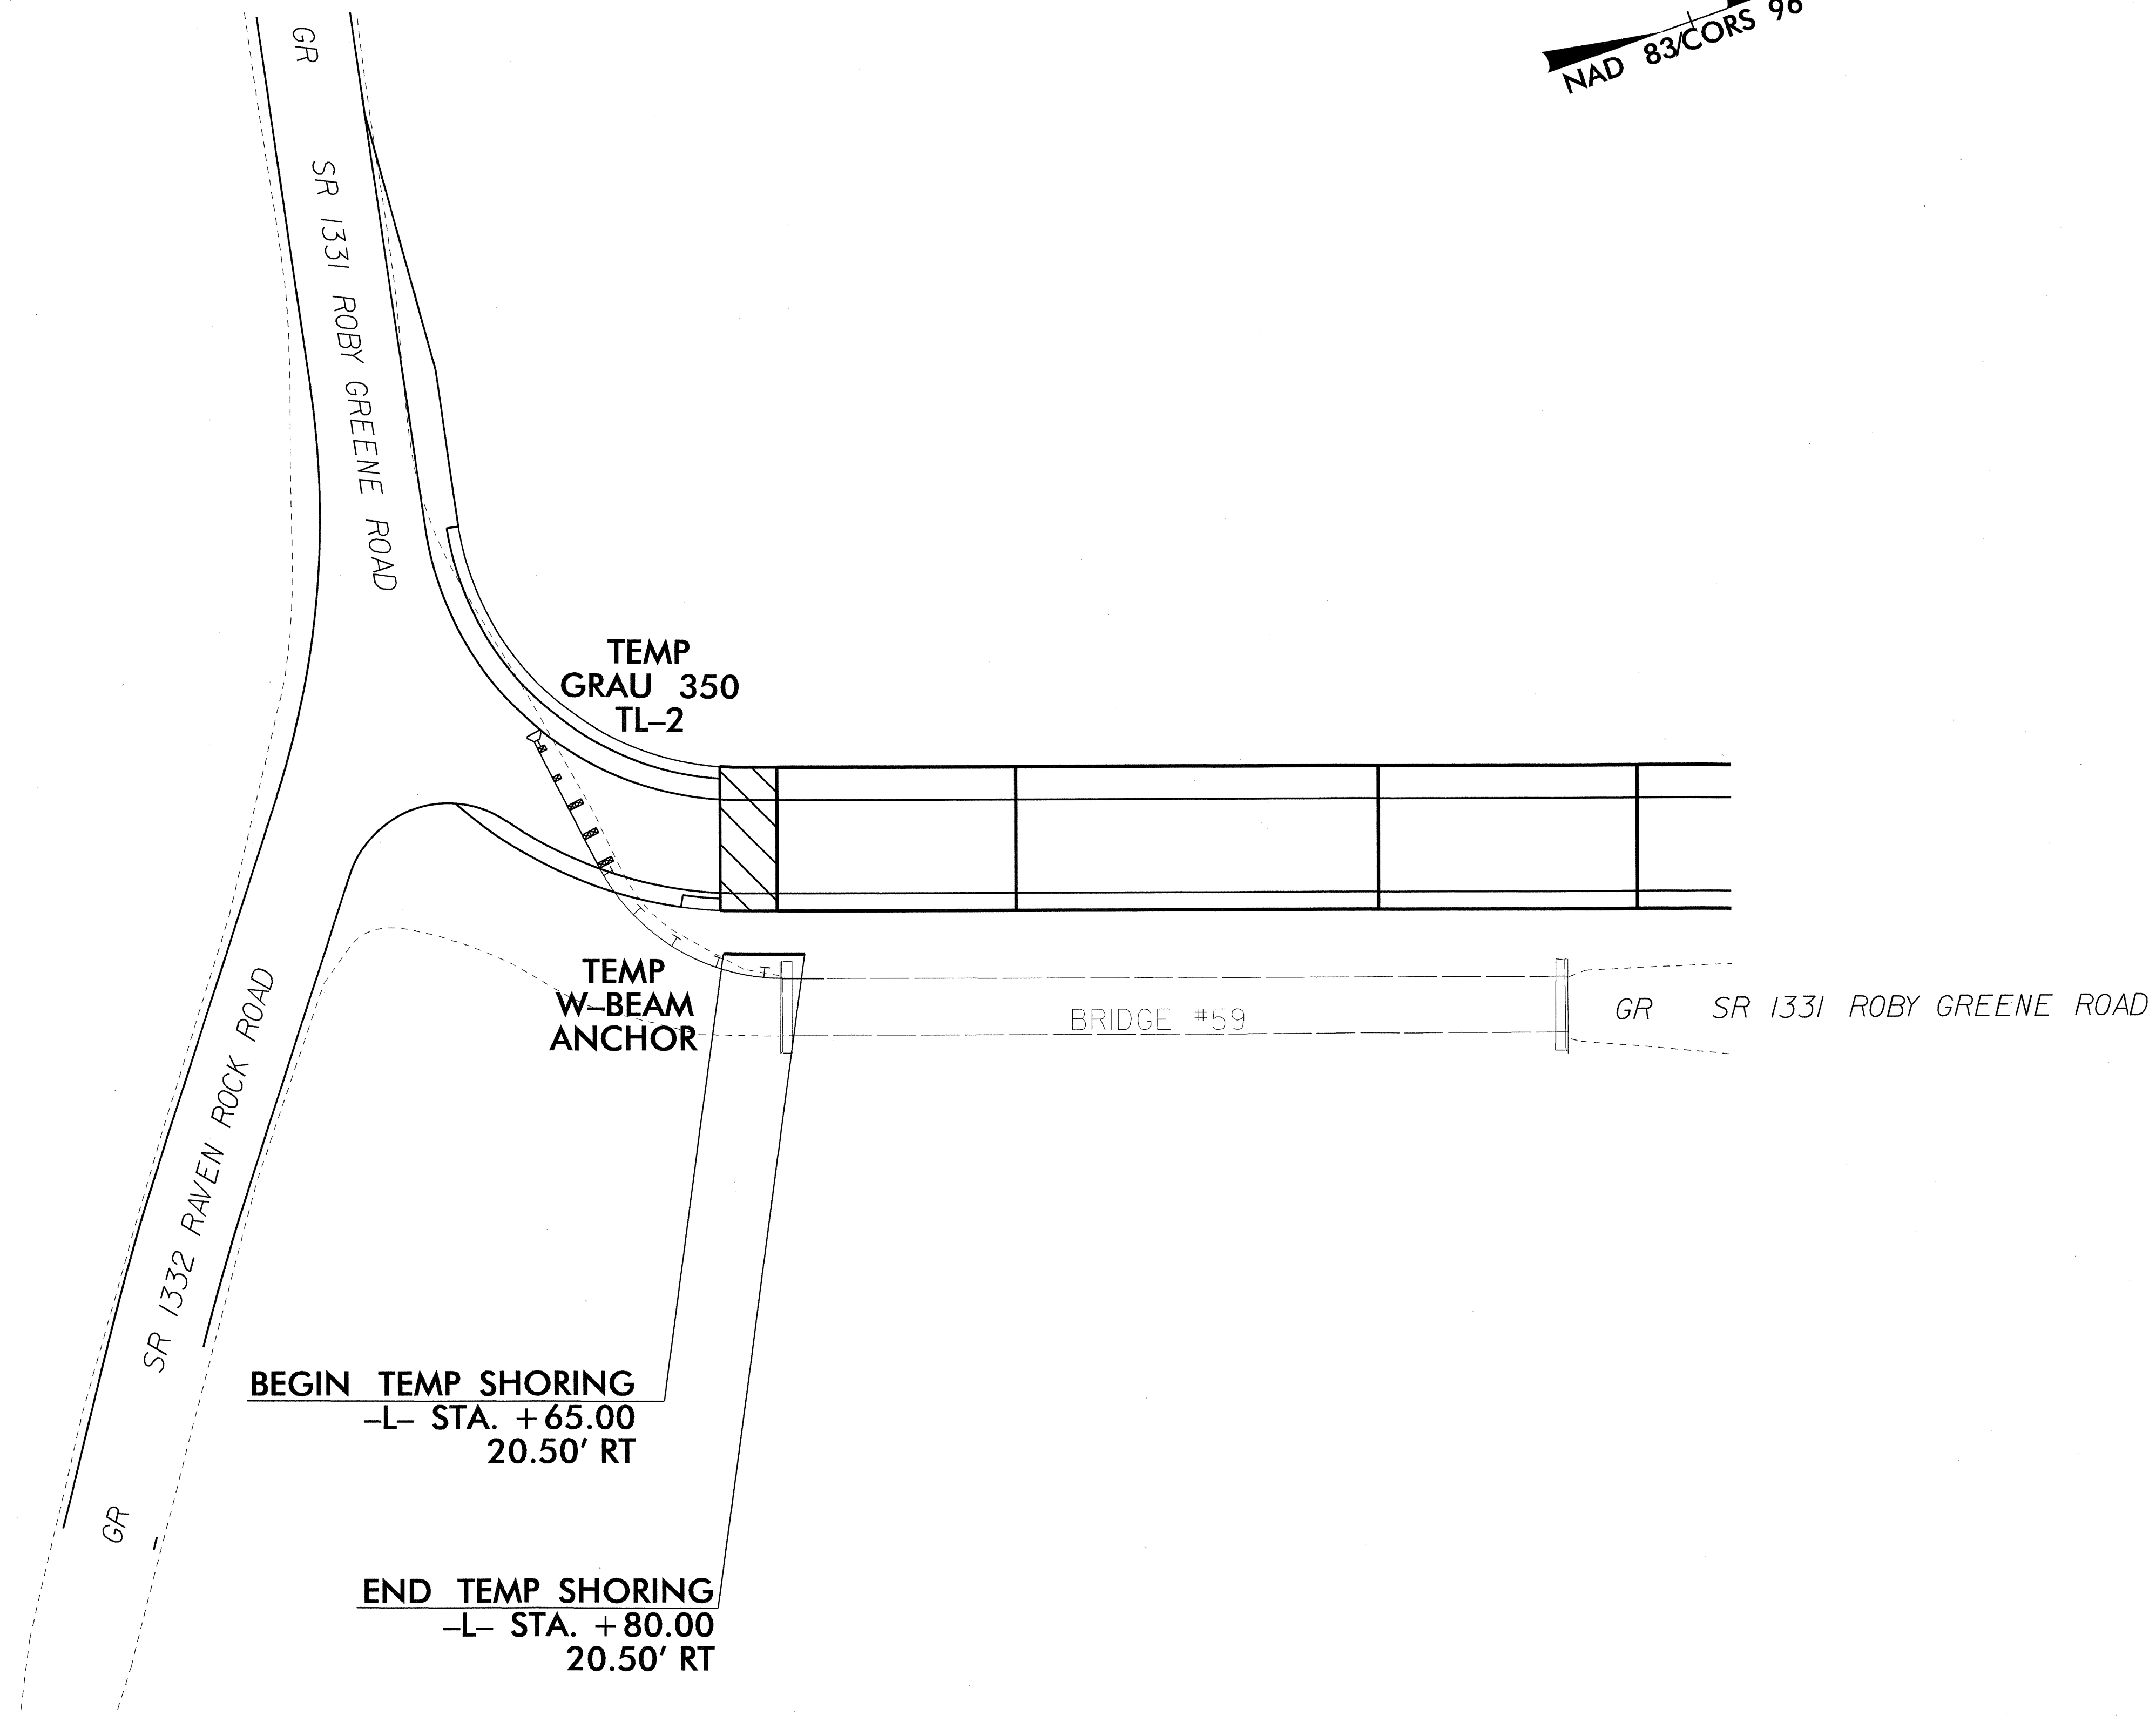 NAD 83/CORS 96
GR
SR 1331 ROBY GREENE ROAD
TEMP
GRAU 350
TL-2
TEMP
W-BEAM
ANCHOR
BRIDGE #59
GR SR 1331 ROBY GREENE ROAD
SR 1332 RAVEN ROCK ROAD
GR
BEGIN TEMP SHORING
-L- STA. +65.00
20.50' RT
END TEMP SHORING
-L- STA. +80.00
20.50' RT